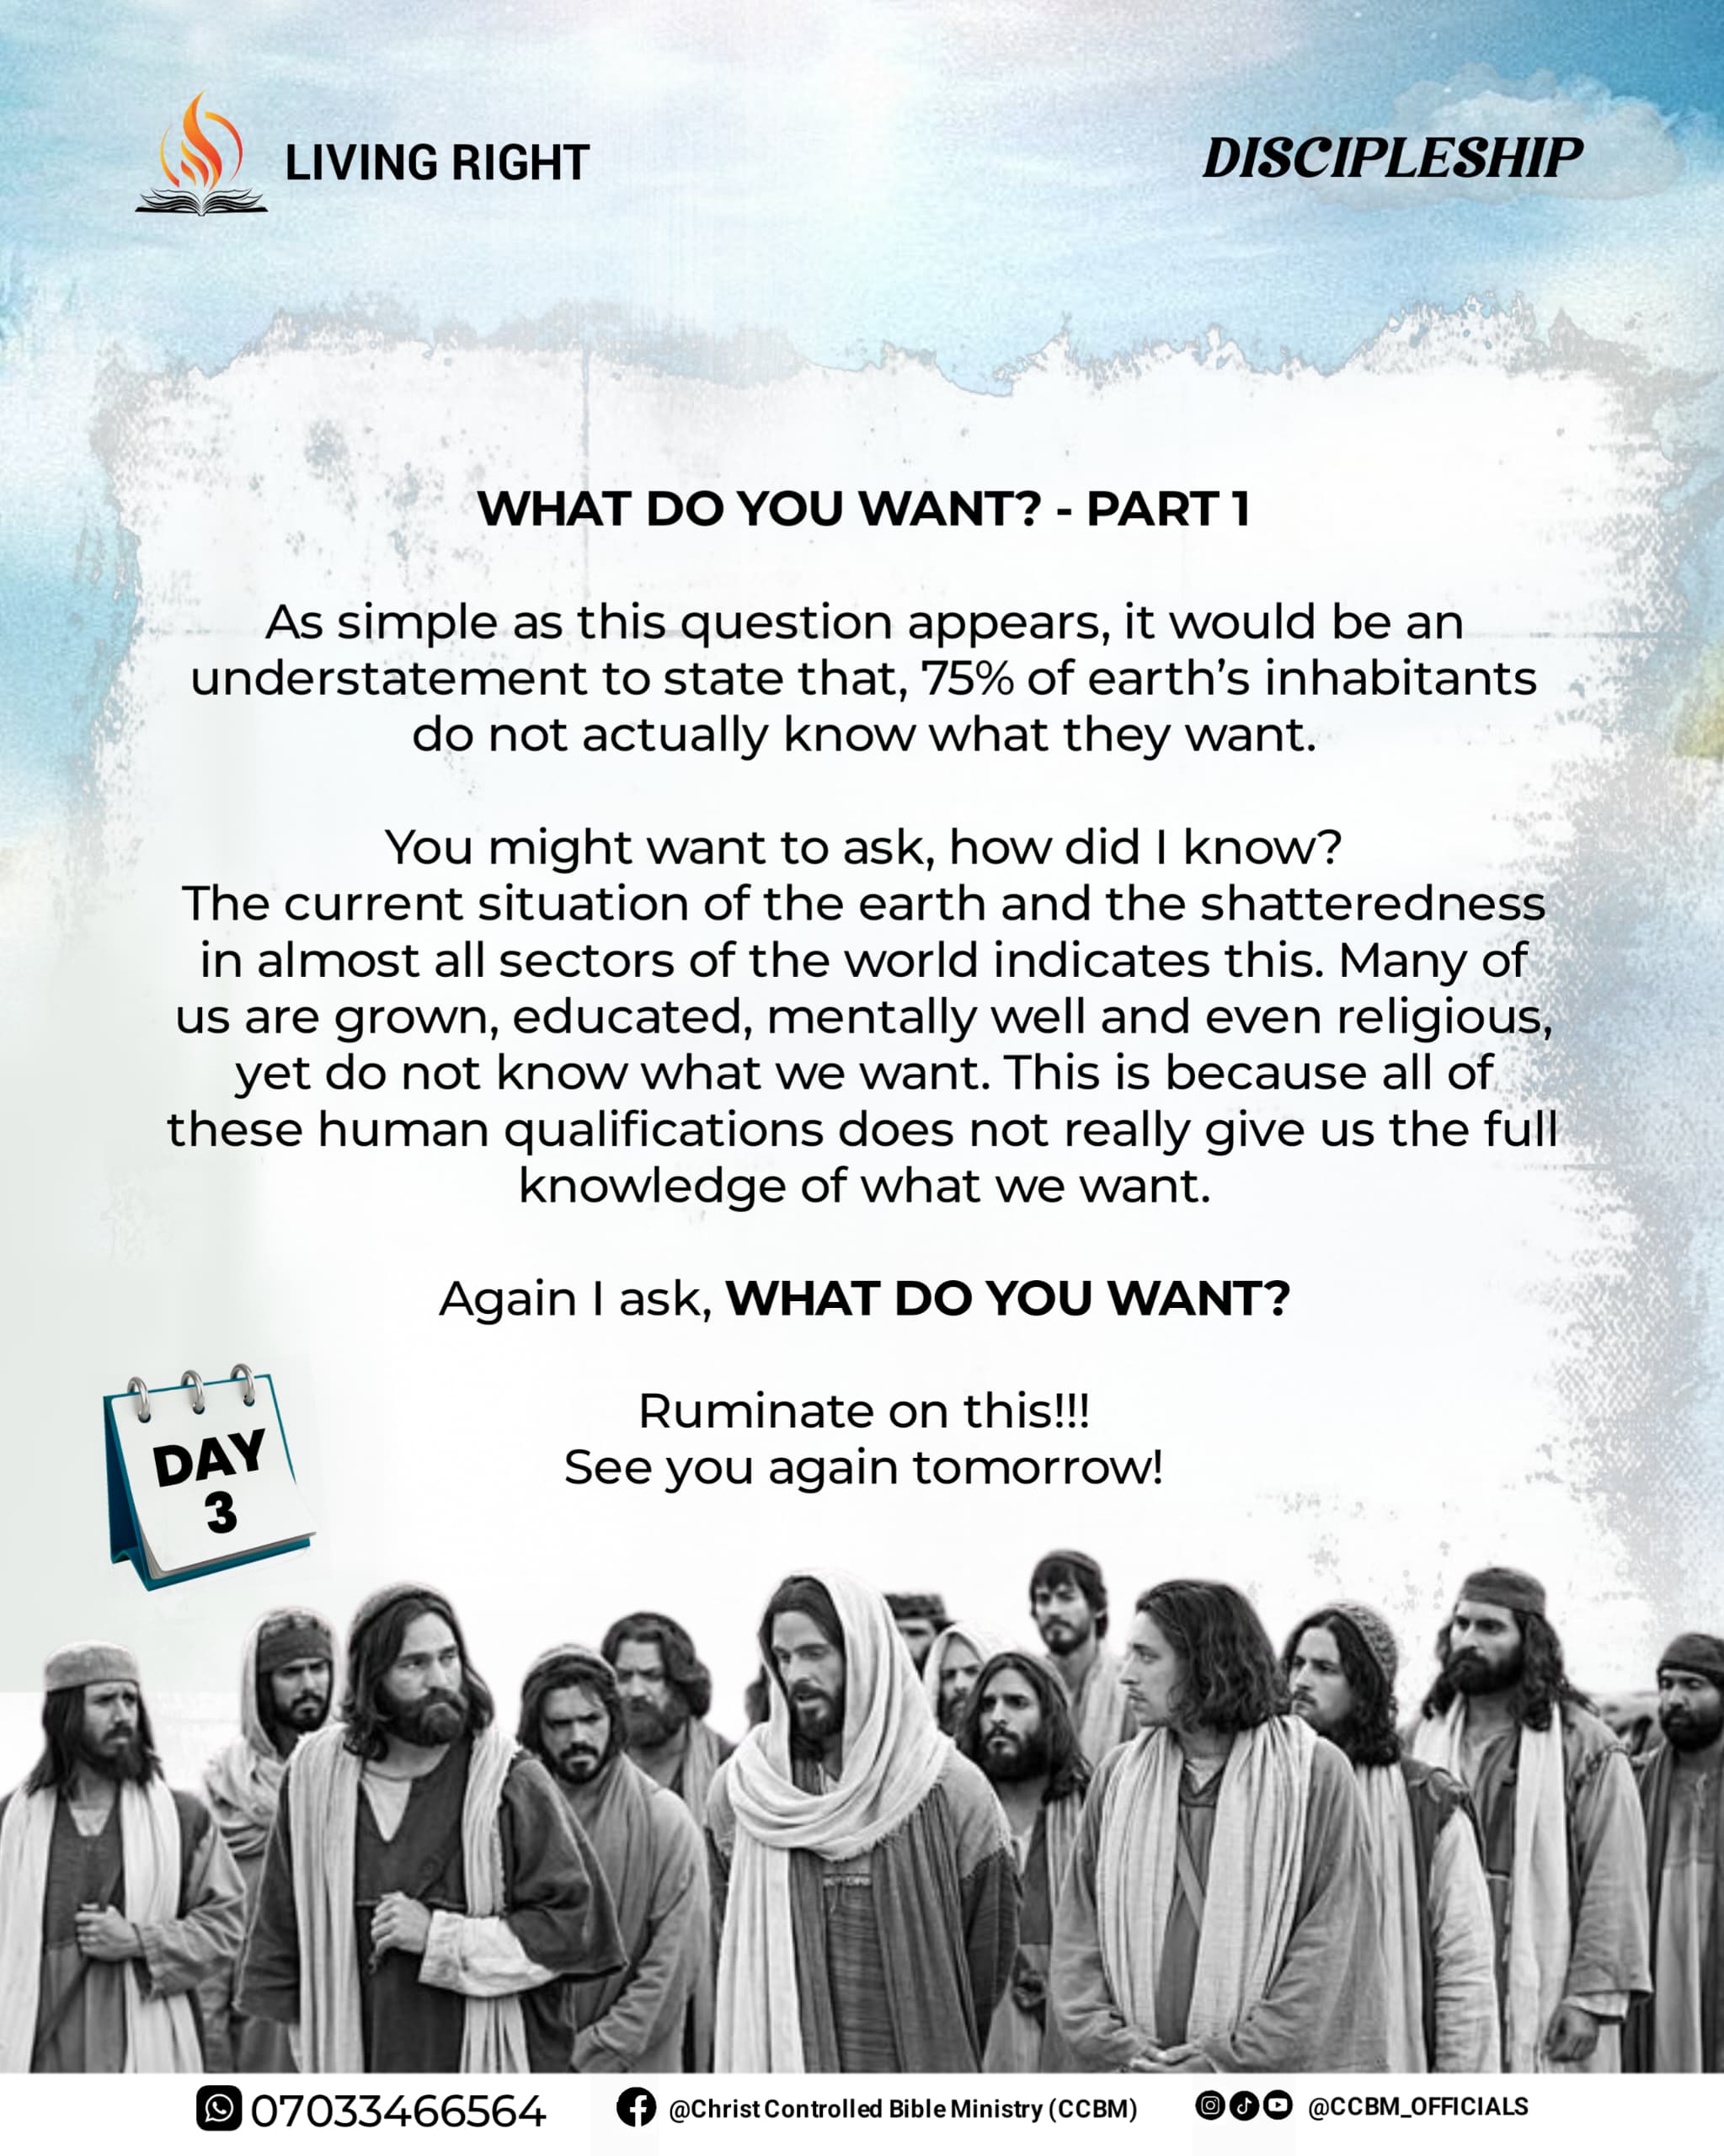 LIVING RIGHT
DISCIPLESHIP
WHAT DO YOU WANT? - PART 1
As simple as this question appears, it would be an
understatement to state that, 75% of earth’s inhabitants
do not actually know what they want.
You might want to ask, how did I know?
The current situation of the earth and the shatteredness
in almost all sectors of the world indicates this. Many of
us are grown, educated, mentally well and even religious,
yet do not know what we want. This is because all of
these human qualifications does not really give us the full
knowledge of what we want.
Again I ask, WHAT DO YOU WANT?
Ruminate on this!!!
See you again tomorrow!
DAY
3
07033466564
@Christ Controlled Bible Ministry (CCBM)
@CCBM_OFFICIALS